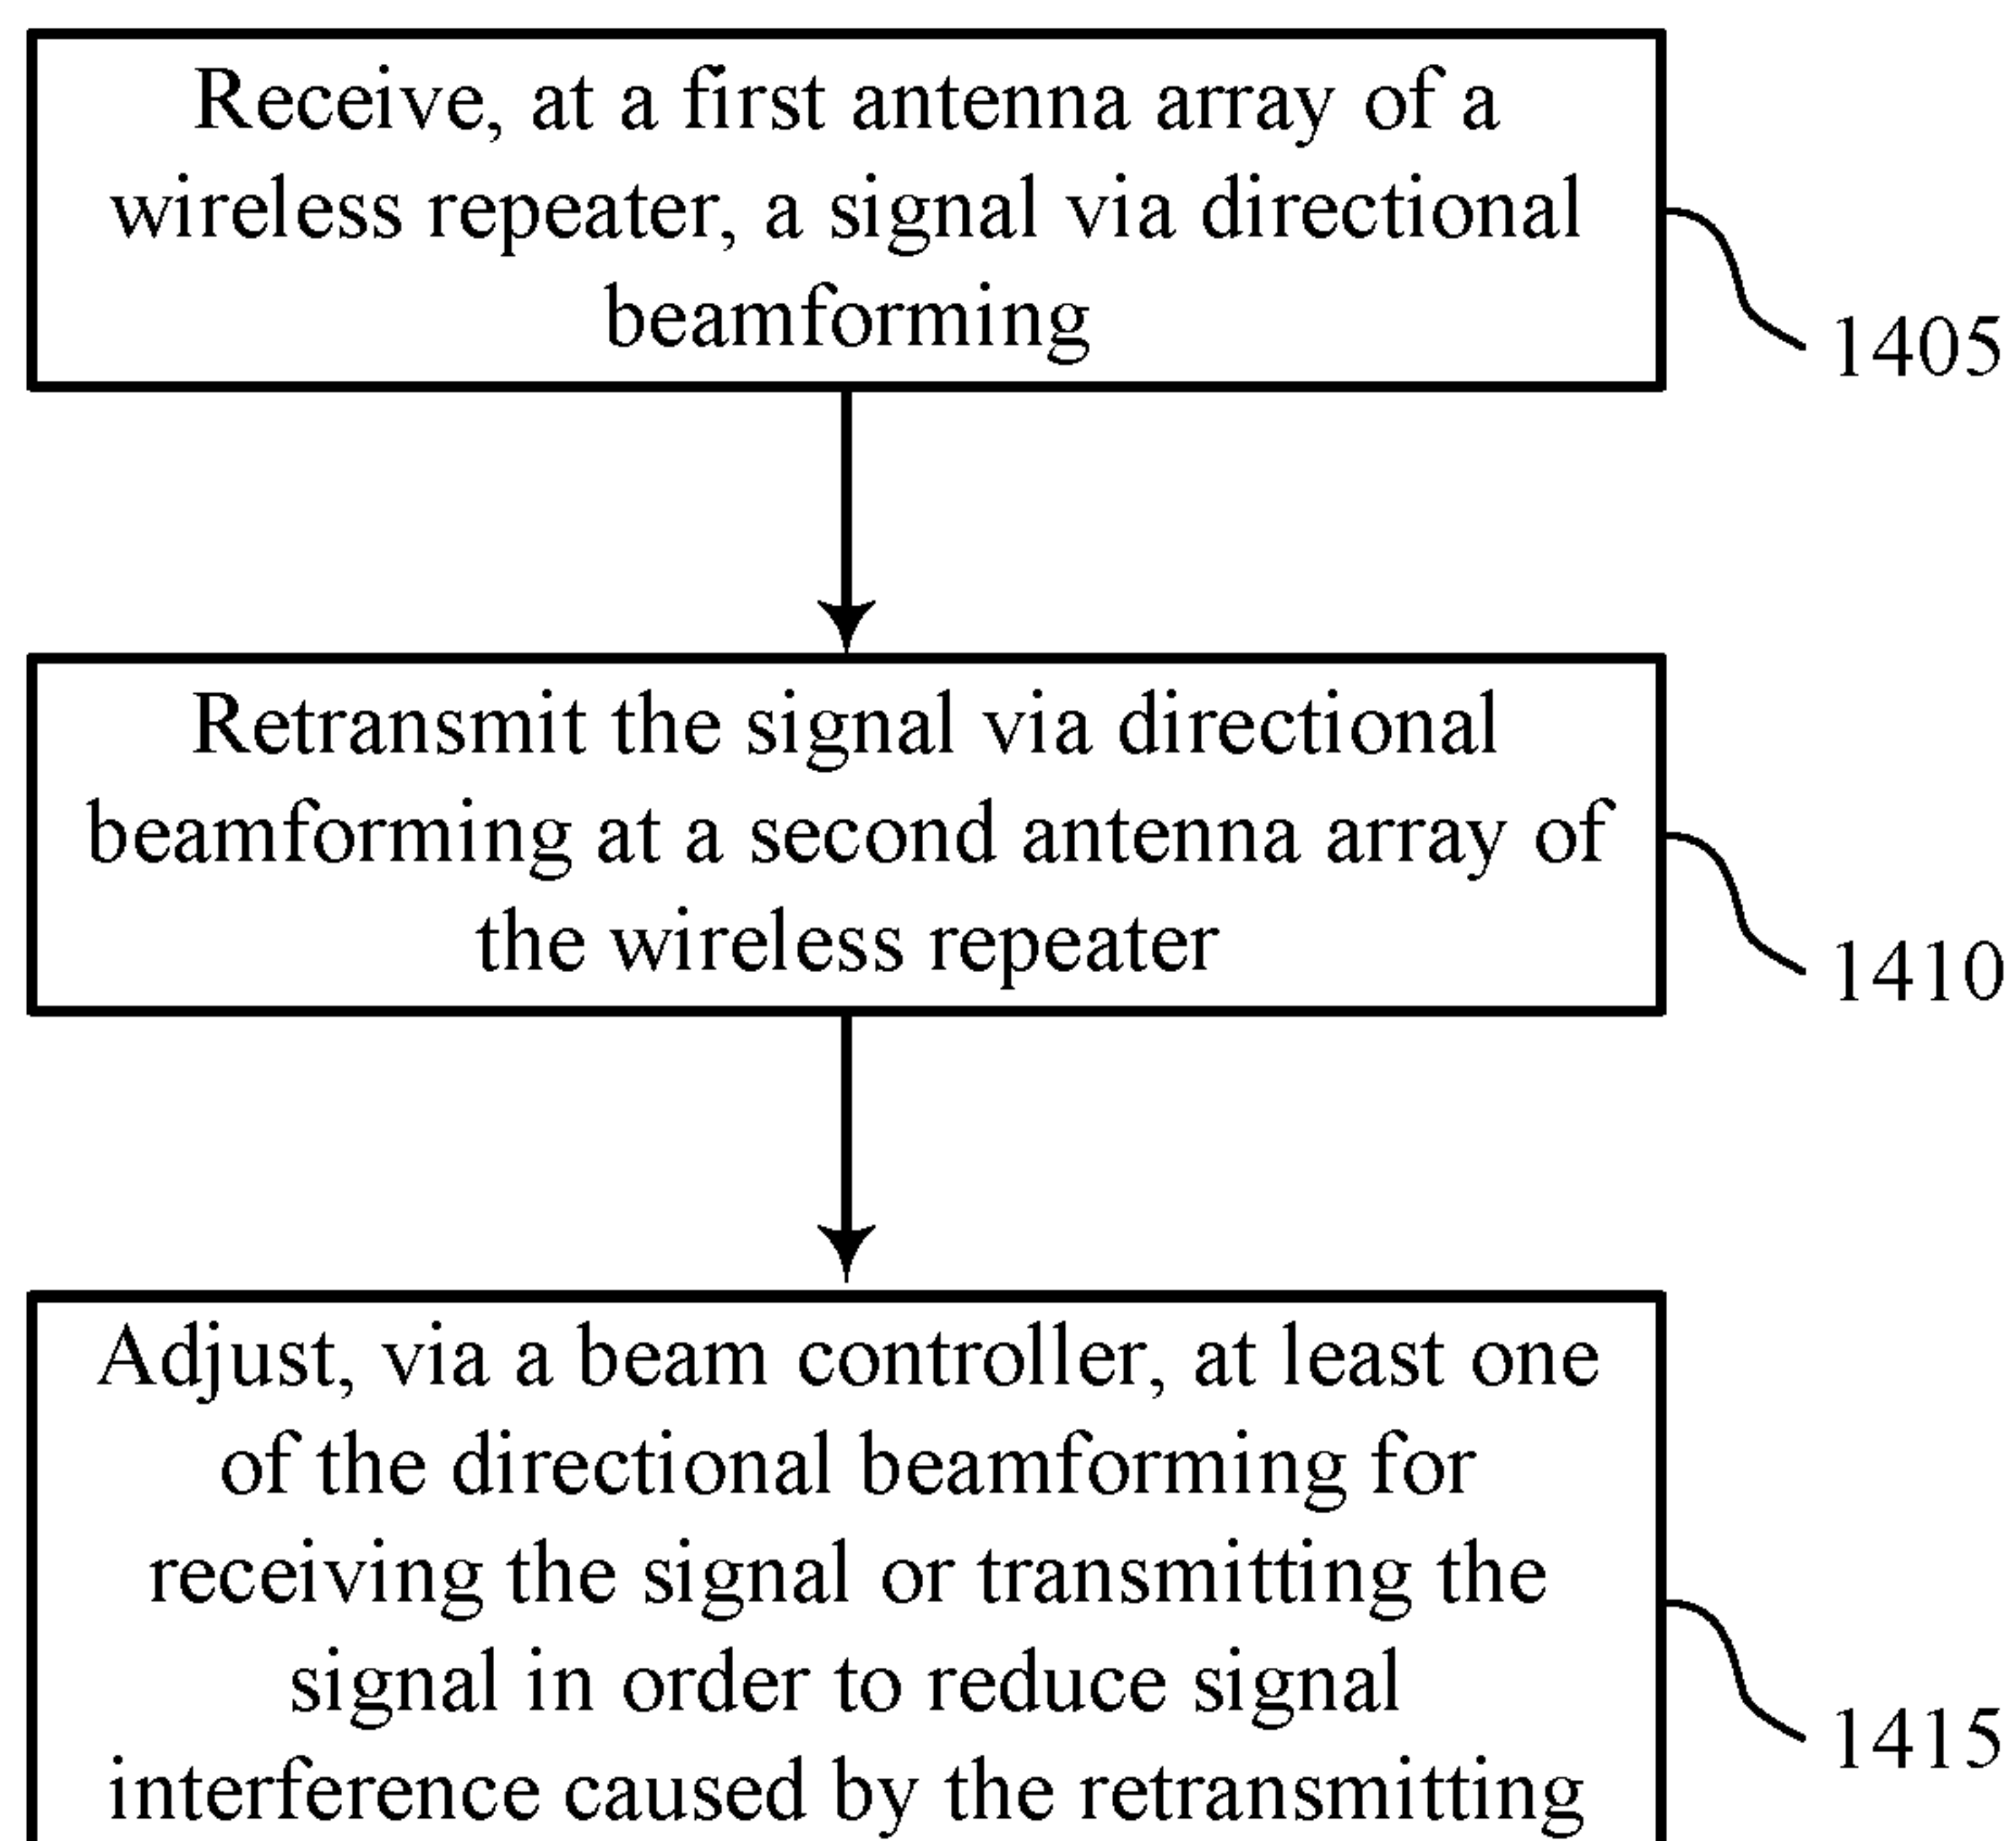 Receive, at a first antenna array of a
wireless repeater, a signal via directional
beamforming
1405
Retransmit the signal via directional
beamforming at a second antenna array of
the wireless repeater
1410
Adjust, via a beam controller, at least one
of the directional beamforming for
receiving the signal or transmitting the
signal in order to reduce signal
interference caused by the retransmitting
1415